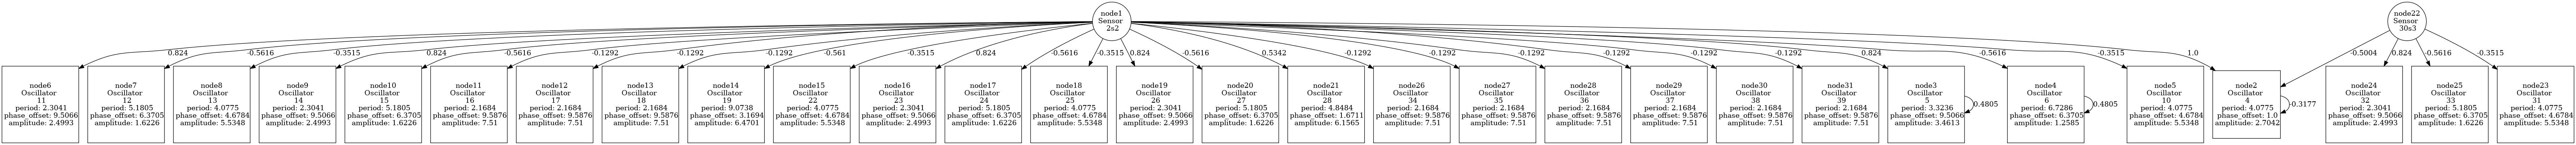 node1
Sensor
2s2
node22
Sensor
30s3
0.824
-0.5616
-0.3515
0.824
-0.5616
-0.1292
-0.1292
-0.1292
-0.561
-0.3515
0.824
-0.5616
-0.3515
0.824
-0.5616
0.5342
-0.1292
-0.1292
-0.1292
-0.1292
-0.1292
-0.1292
0.824
-0.5616
-0.3515
1.0
-0.5004
0.824
-0.5616
-0.3515
node6
Oscillator
11
period: 2.3041
phase_offset: 9.5066
amplitude: 2.4993
node7
Oscillator
12
period: 5.1805
phase_offset: 6.3705
amplitude: 1.6226
node8
Oscillator
13
period: 4.0775
phase_offset: 4.6784
amplitude: 5.5348
node9
Oscillator
14
period: 2.3041
phase_offset: 9.5066
amplitude: 2.4993
node10
Oscillator
15
period: 5.1805
phase_offset: 6.3705
amplitude: 1.6226
node11
Oscillator
16
period: 2.1684
phase_offset: 9.5876
amplitude: 7.51
node12
Oscillator
17
period: 2.1684
phase_offset: 9.5876
amplitude: 7.51
node13
Oscillator
18
period: 2.1684
phase_offset: 9.5876
amplitude: 7.51
node14
Oscillator
19
period: 9.0738
phase_offset: 3.1694
amplitude: 6.4701
node15
Oscillator
22
period: 4.0775
phase_offset: 4.6784
amplitude: 5.5348
node16
Oscillator
23
period: 2.3041
phase_offset: 9.5066
amplitude: 2.4993
node17
Oscillator
24
period: 5.1805
phase_offset: 6.3705
amplitude: 1.6226
node18
Oscillator
25
period: 4.0775
phase_offset: 4.6784
amplitude: 5.5348
node19
Oscillator
26
period: 2.3041
phase_offset: 9.5066
amplitude: 2.4993
node20
Oscillator
27
period: 5.1805
phase_offset: 6.3705
amplitude: 1.6226
node21
Oscillator
28
period: 4.8484
phase_offset: 1.6711
amplitude: 6.1565
node26
Oscillator
34
period: 2.1684
phase_offset: 9.5876
amplitude: 7.51
node27
Oscillator
35
period: 2.1684
phase_offset: 9.5876
amplitude: 7.51
node28
Oscillator
36
period: 2.1684
phase_offset: 9.5876
amplitude: 7.51
node29
Oscillator
37
period: 2.1684
phase_offset: 9.5876
amplitude: 7.51
node30
Oscillator
38
period: 2.1684
phase_offset: 9.5876
amplitude: 7.51
node31
Oscillator
39
period: 2.1684
phase_offset: 9.5876
amplitude: 7.51
node3
Oscillator
5
period: 3.3236
phase_offset: 9.5066
amplitude: 3.4613
0.4805
node4
Oscillator
6
period: 6.7286
phase_offset: 6.3705
amplitude: 1.2585
0.4805
node5
Oscillator
10
period: 4.0775
phase_offset: 4.6784
amplitude: 5.5348
node2
Oscillator
4
period: 4.0775
phase_offset: 1.0
amplitude: 2.7042
0.3177
node24
Oscillator
32
period: 2.3041
phase_offset: 9.5066
amplitude: 2.4993
node25
Oscillator
33
period: 5.1805
phase_offset: 6.3705
amplitude: 1.6226
node23
Oscillator
31
period: 4.0775
phase_offset: 4.6784
amplitude: 5.5348